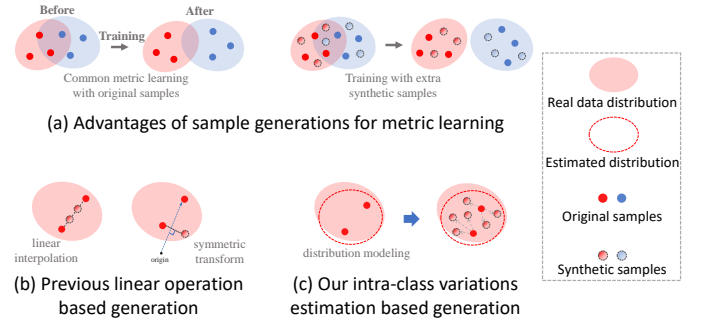 Before
After
Training
Common metric learning
with original samples
Training with extra
synthetic samples
(a) Advantages of sample generations for metric learning
linear
interpolation
origin
symmetric
transform
(b) Previous linear operation
based generation
distribution modeling
(c) Our intra-class variations
estimation based generation
Real data distribution
Estimated distribution
Original samples
Synthetic samples